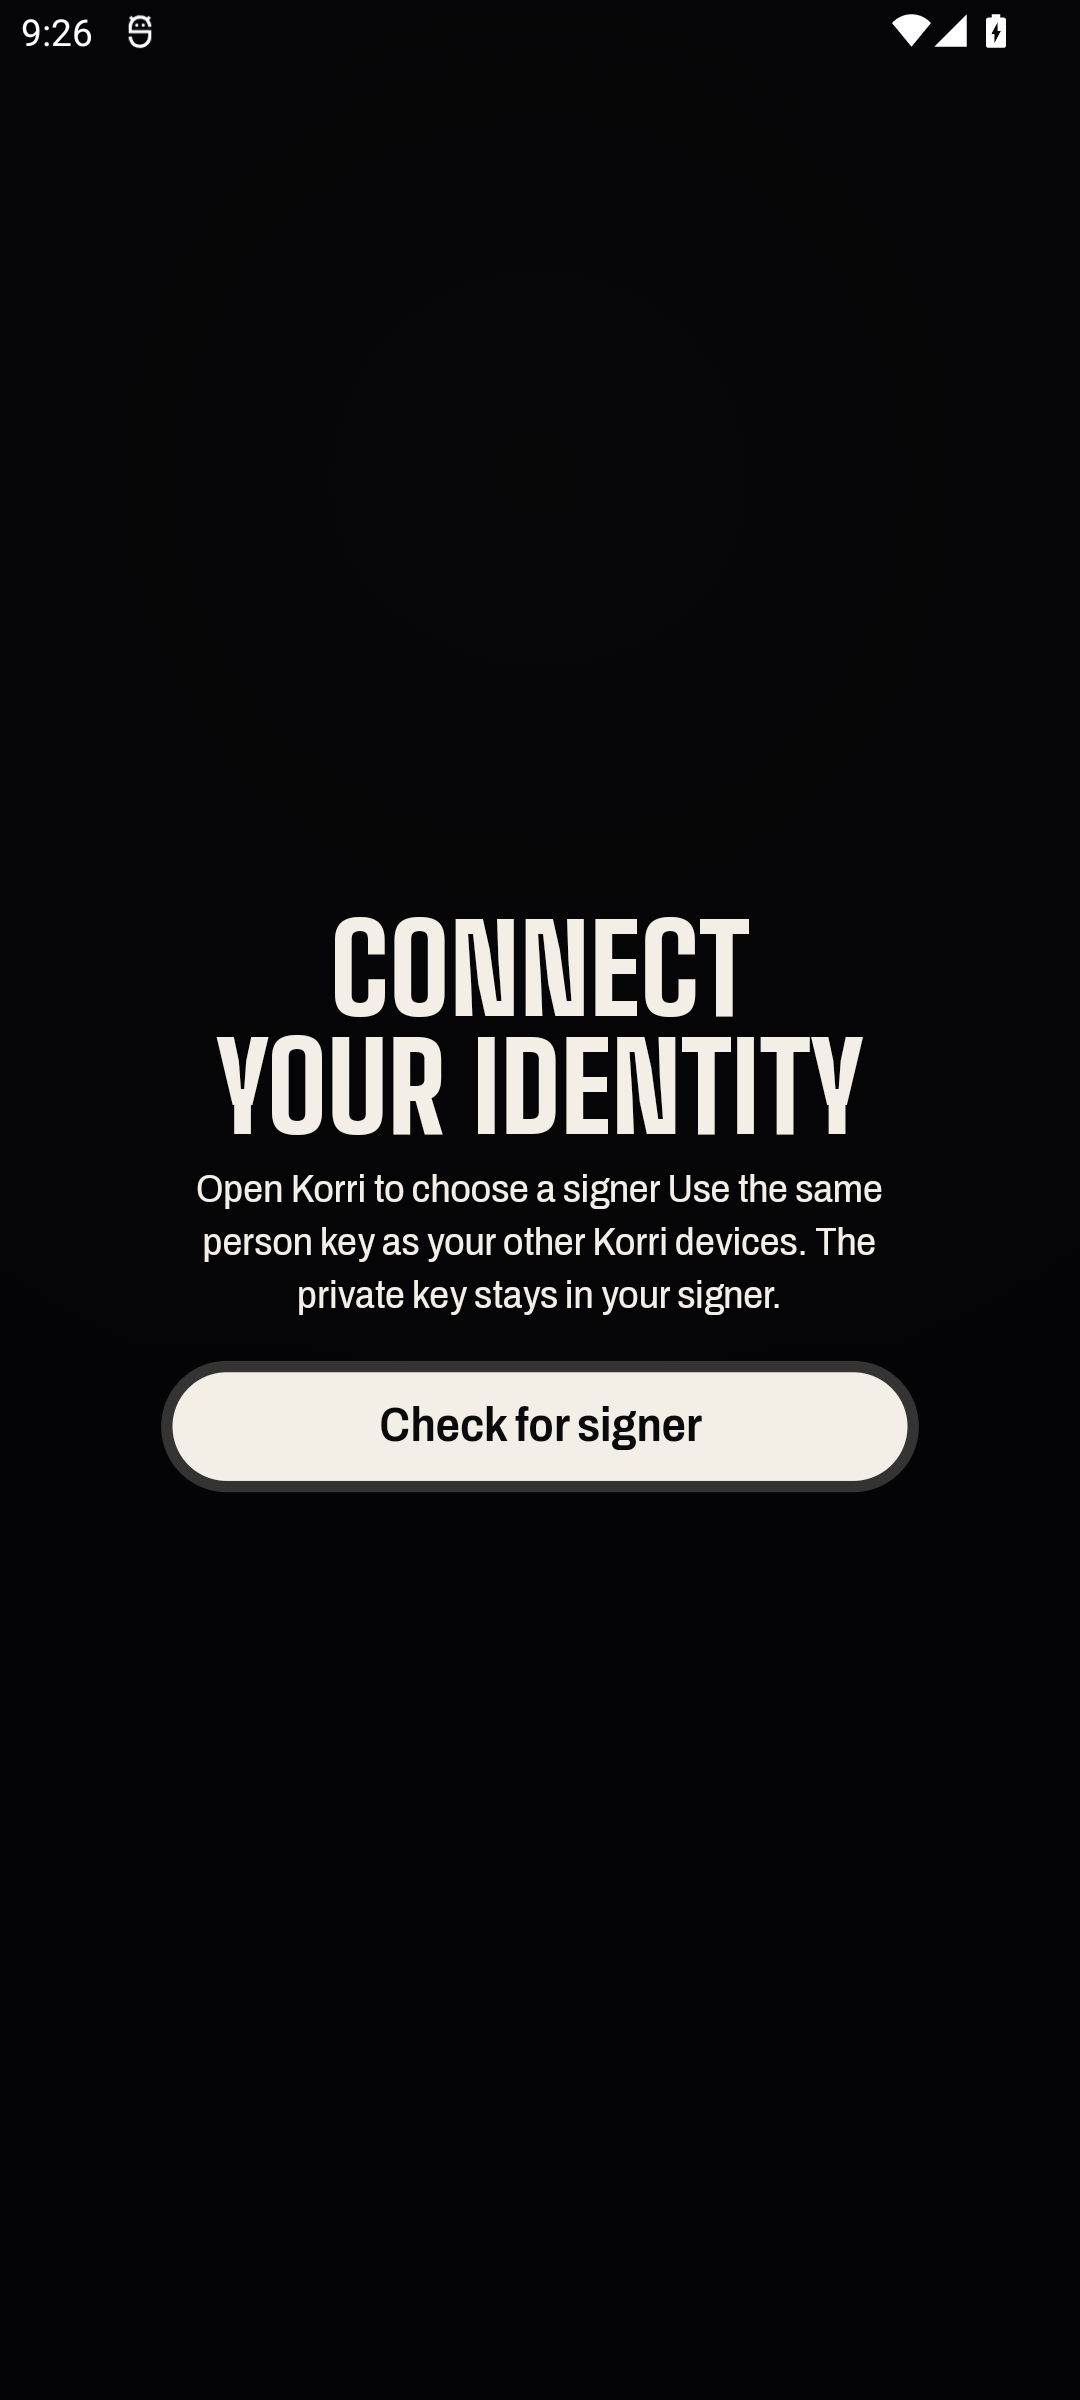 9:26
CONNECT
YOUR IDENTITY
Open Korri to choose a signer Use the same
person key as your other Korri devices. The
private key stays in your signer.
Check for signer